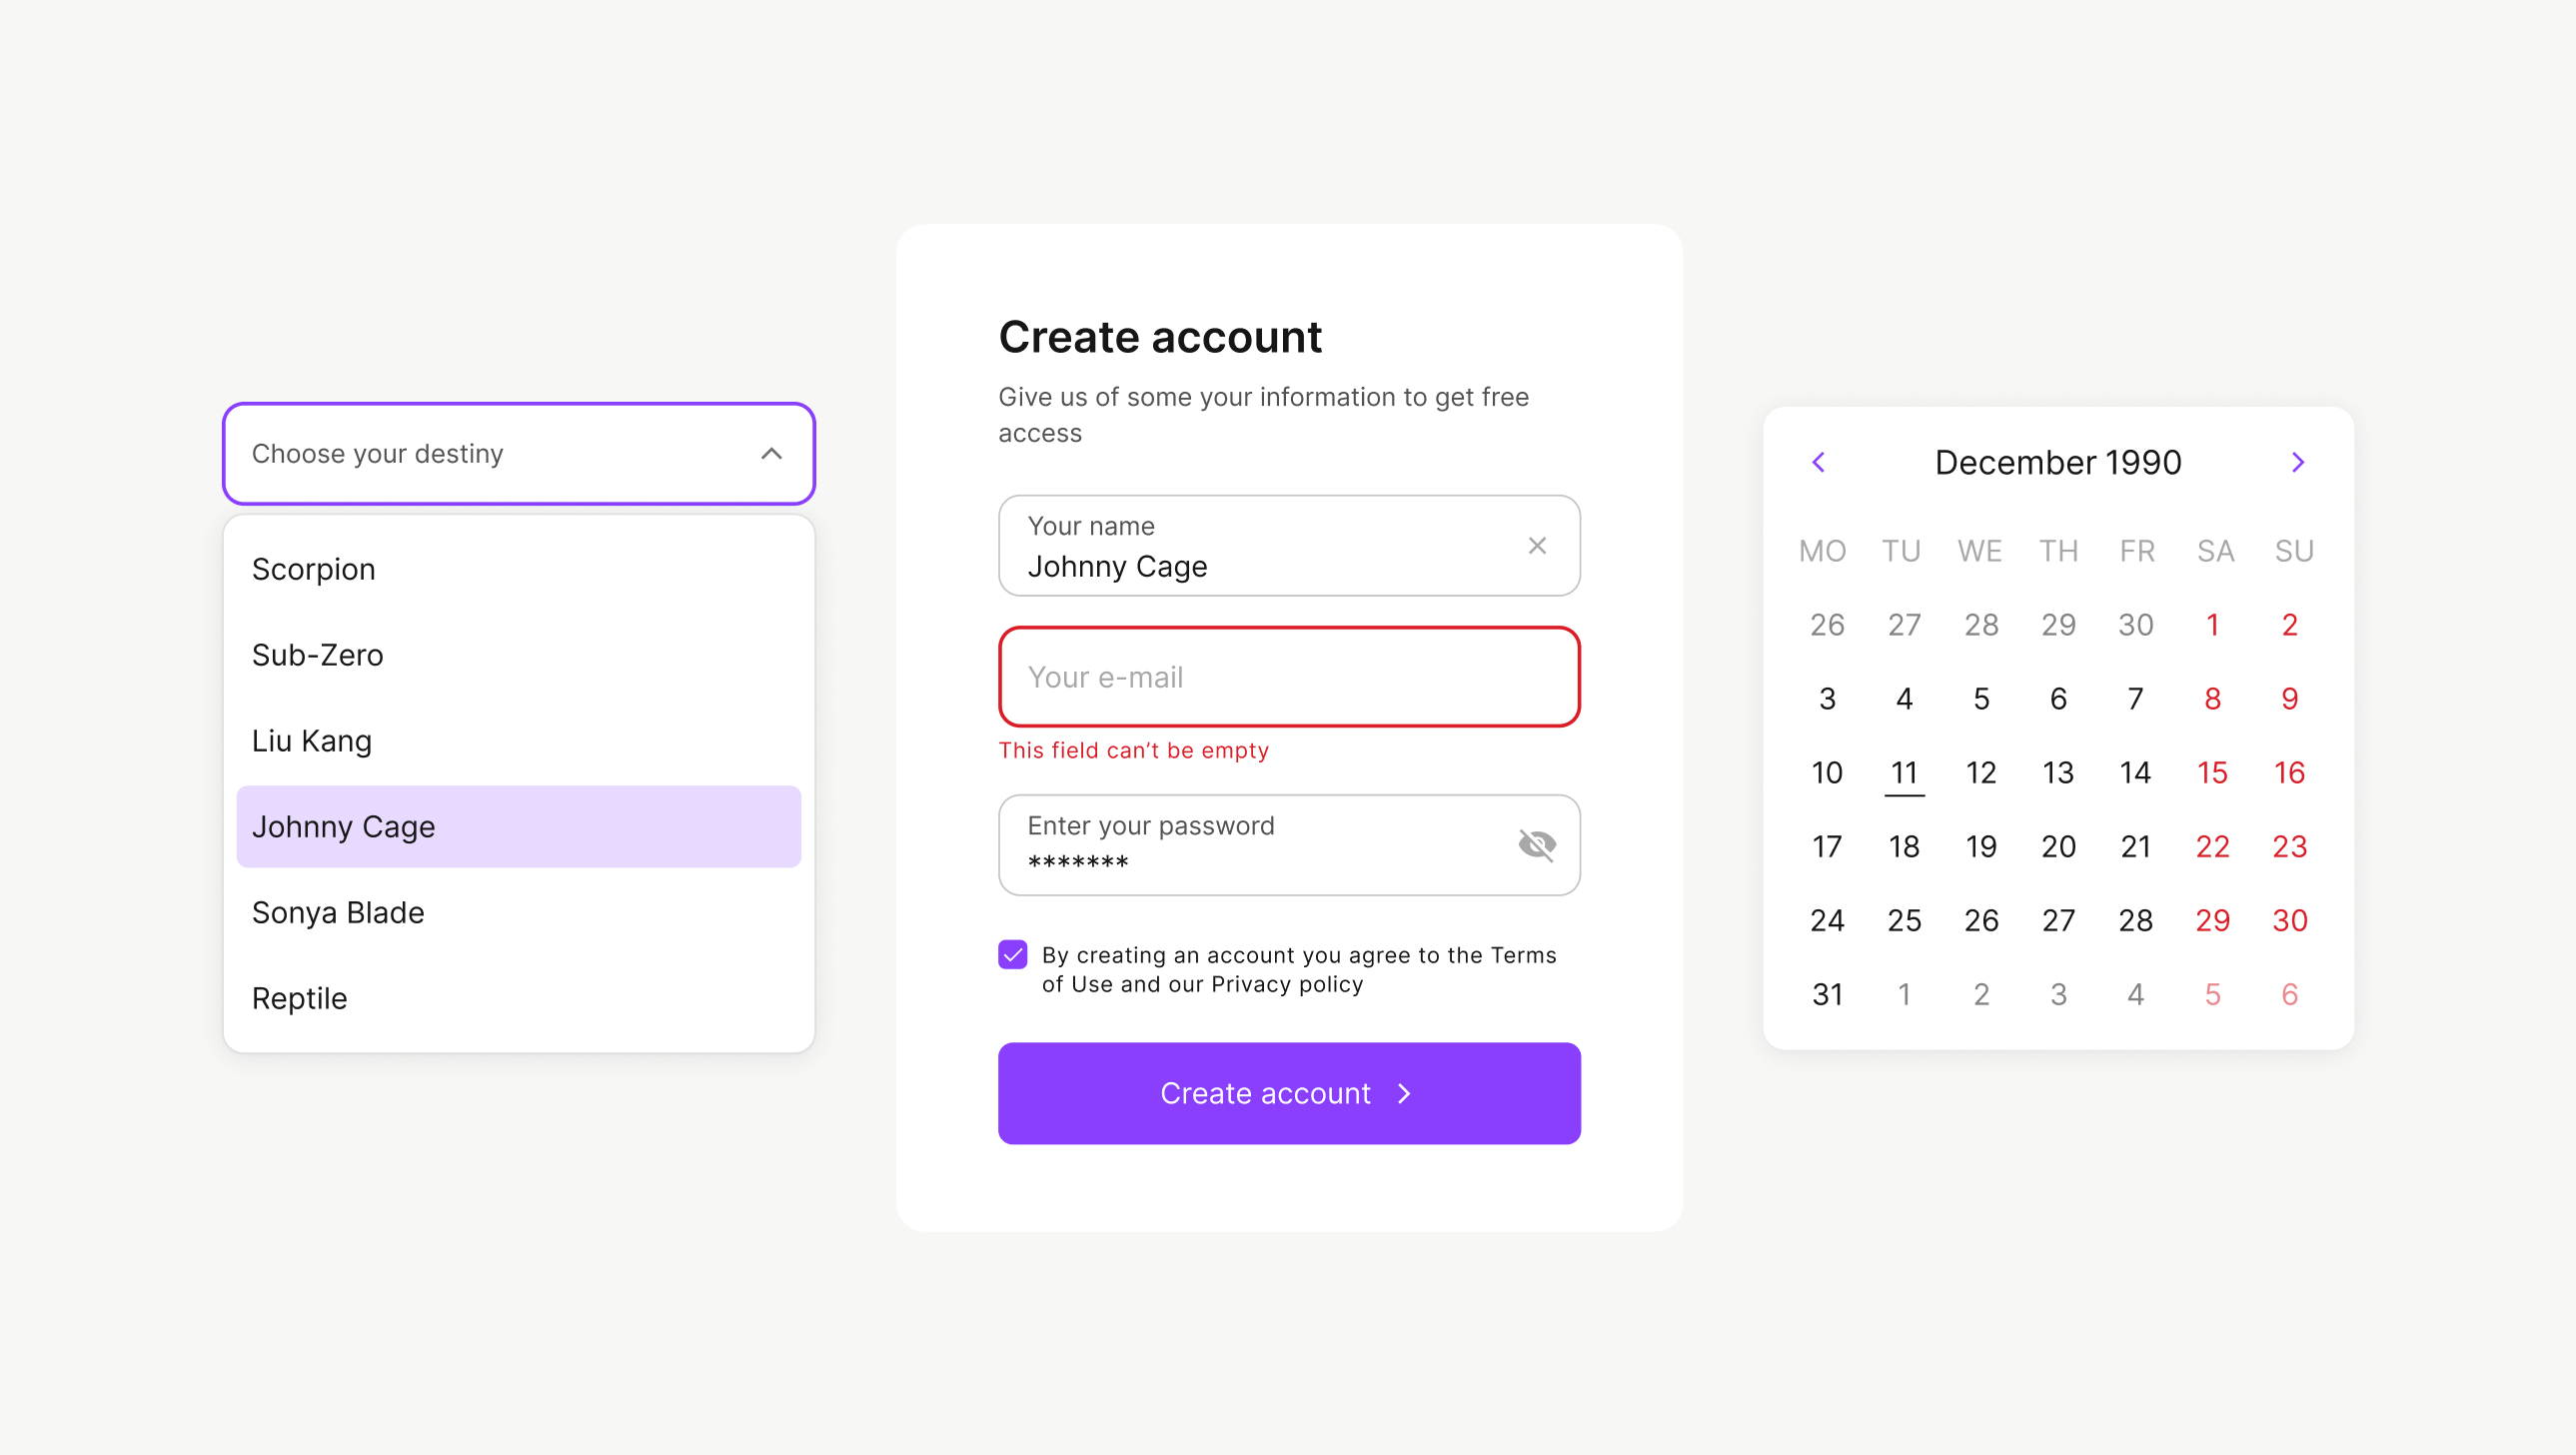 Choose your destiny
Scorpion
Sub-Zero
Liu Kang
Johnny Cage
Sonya Blade
Reptile
Create account
Give us of some your information to get free
access
Your name
Johnny Cage
Your e-mail
This field can’t be empty
Enter your password
*******
By creating an account you agree to the Terms
of Use and our Privacy policy
Create account
December 1990
MO TU WE TH FR SA SU
26 27 28 29 30 1 2
3 4 5 6 7 8 9
10 11 12 13 14 15 16
17 18 19 20 21 22 23
24 25 26 27 28 29 30
31 1 2 3 4 5 6